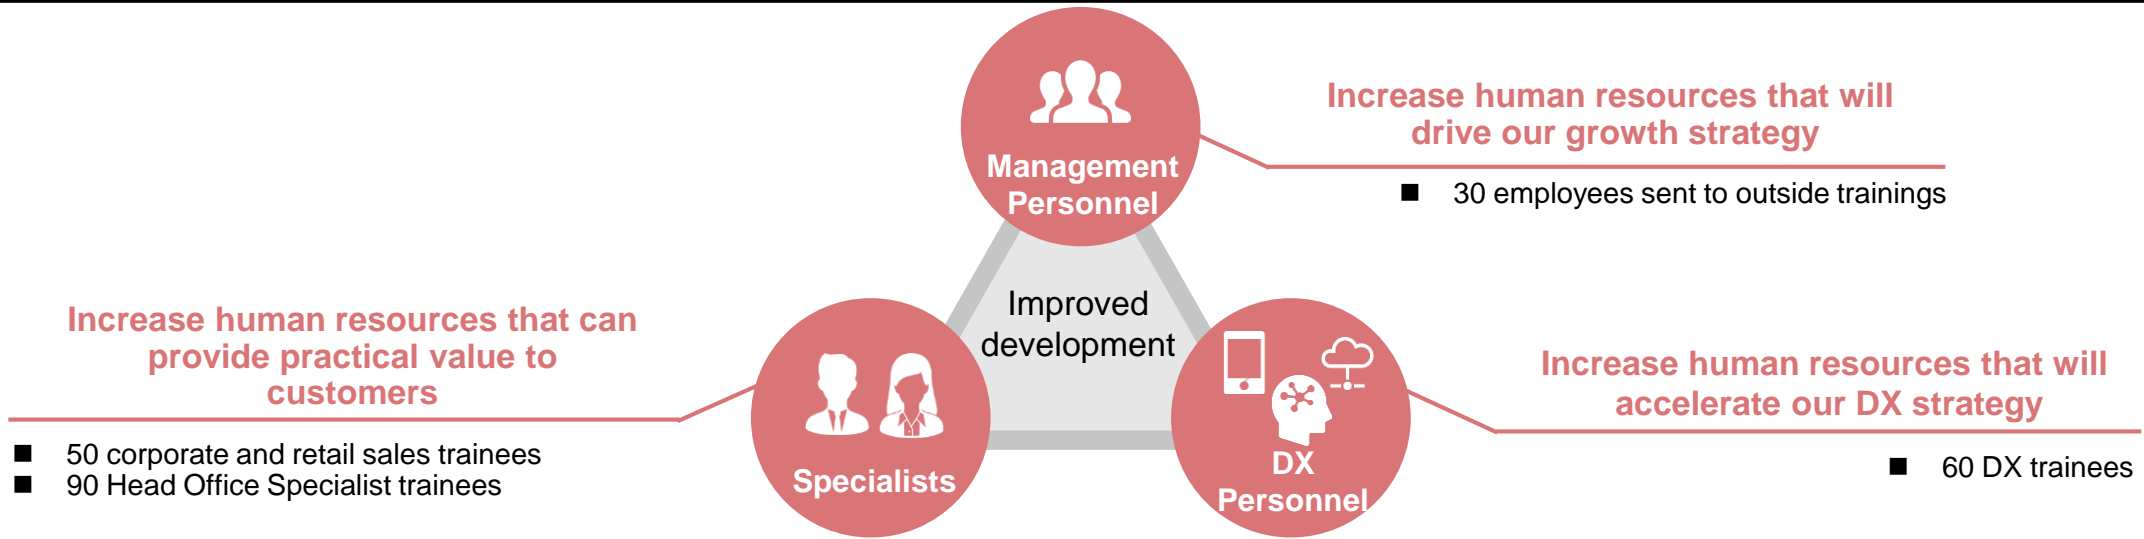 Management
Personnel
Increase human resources that will
drive our growth strategy
■ 30 employees sent to outside trainings
Improved
development
Increase human resources that can
provide practical value to
customers
■ 50 corporate and retail sales trainees
■ 90 Head Office Specialist trainees
Specialists
DX
Personnel
Increase human resources that will
accelerate our DX strategy
■ 60 DX trainees